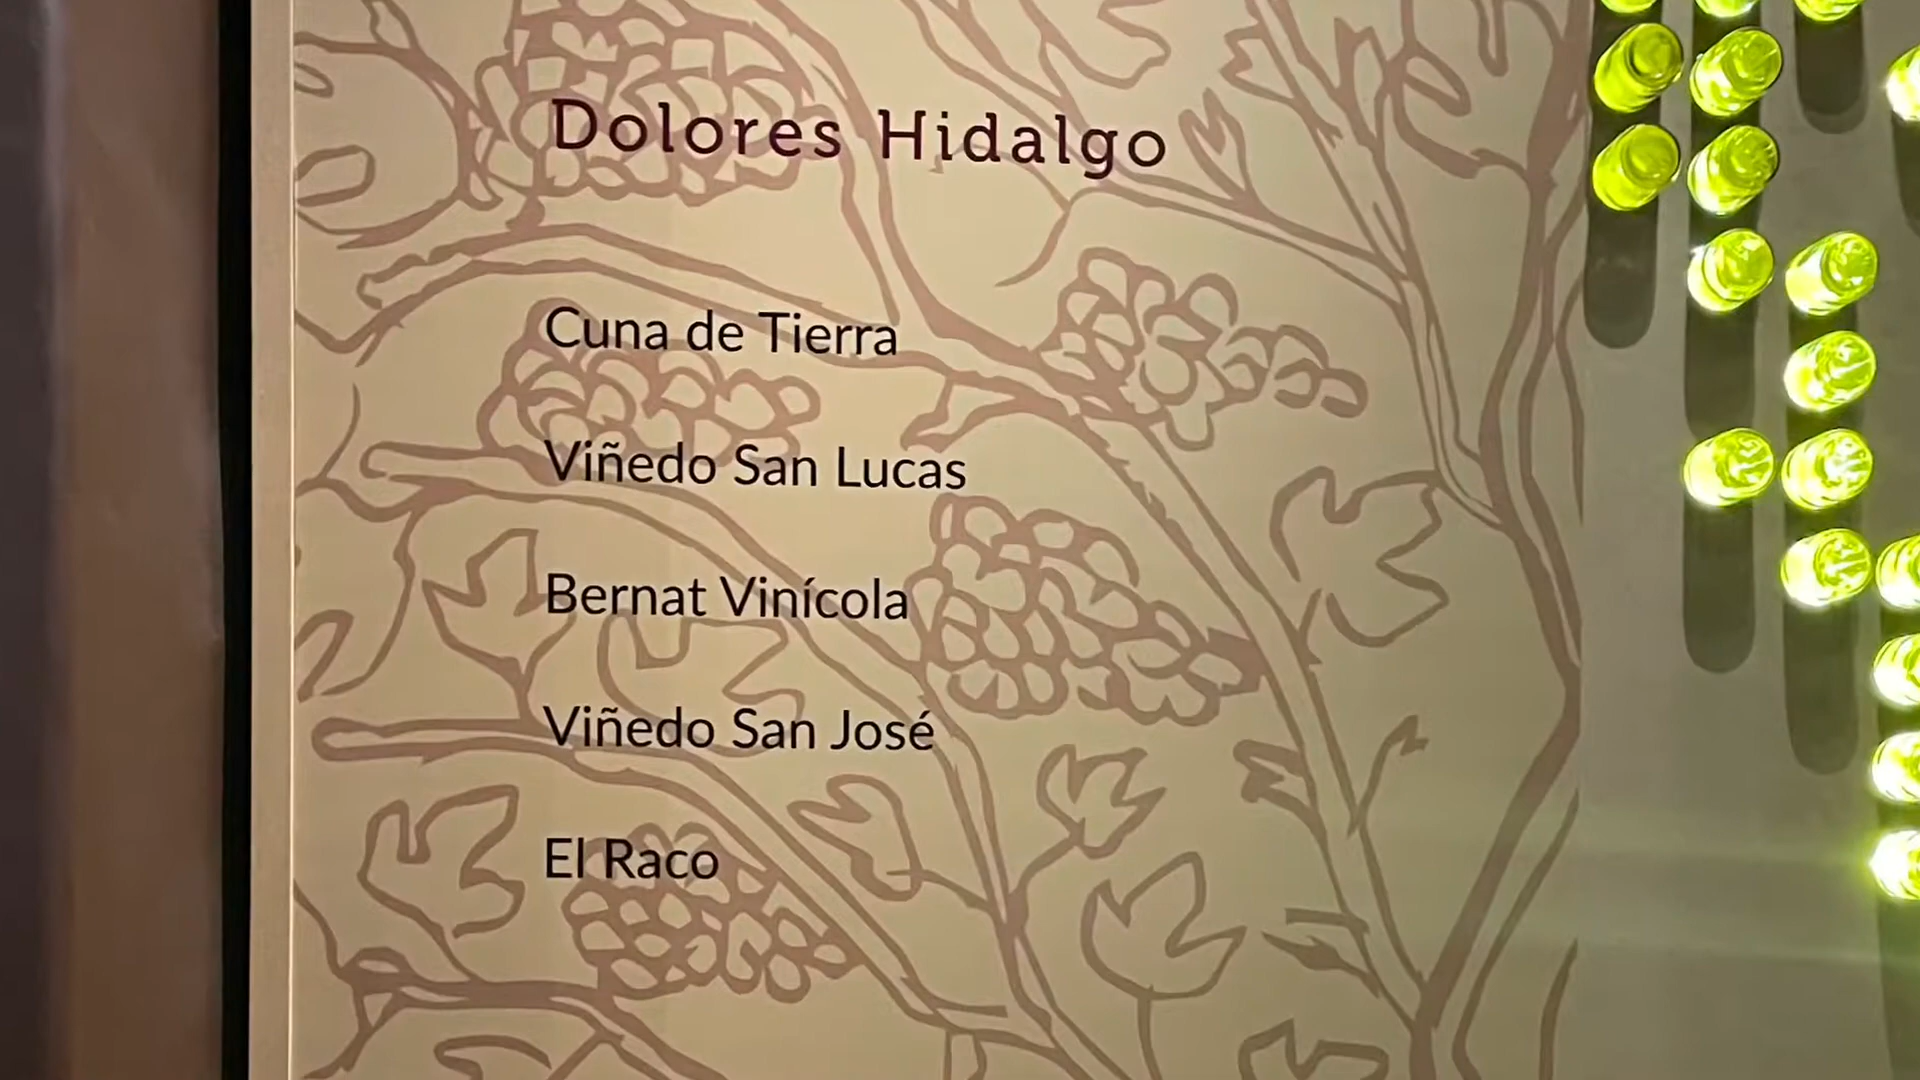 Dolores Hidalgo
Cuna de Tierra
Viñedo San Lucas
Bernat Vinícola
Viñedo San José
El Raco